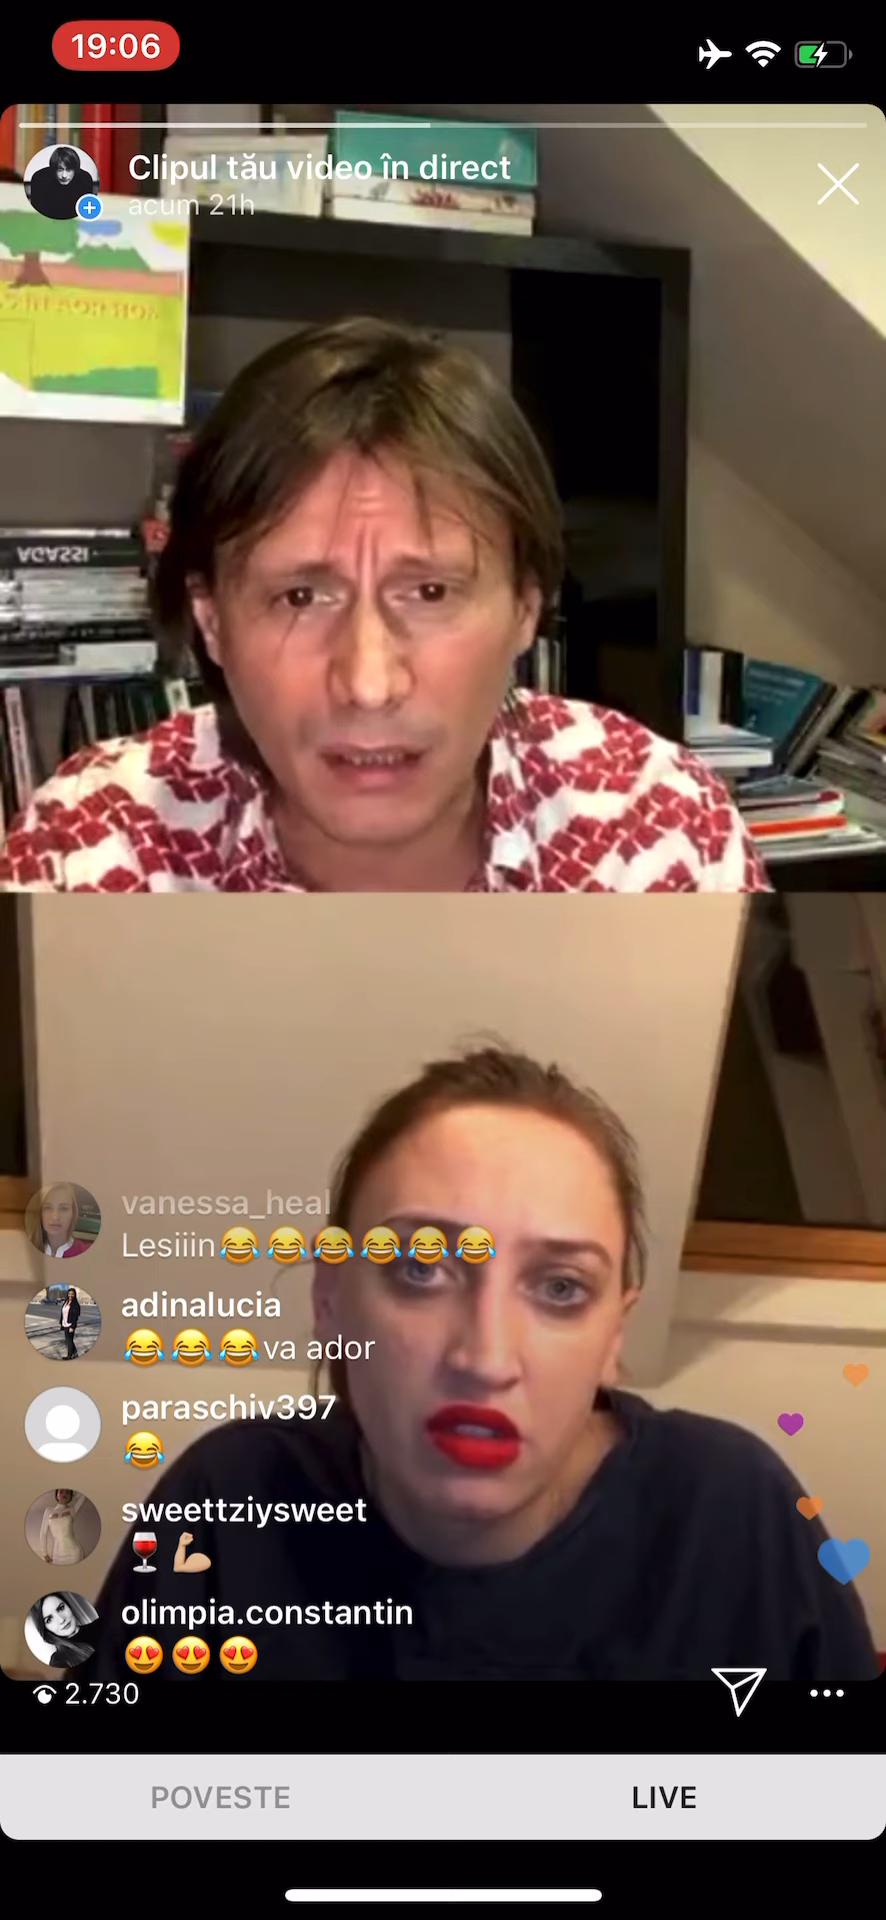 19:06
Clipul tău video în direct
acum 21h
AGASSI
vanessa_heal
Lesiiin😂😂😂😂😂😂
adinalucia
😂😂😂va ador
paraschiv397
😂
sweettziysweet
🍷💪🏼
olimpia.constantin
😍😍😍
2.730
POVESTE
LIVE